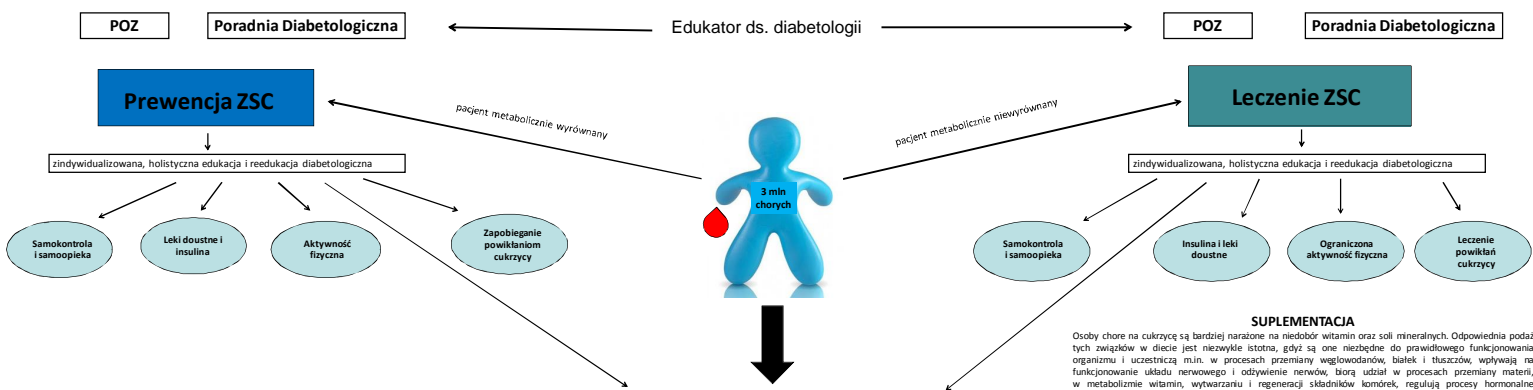 POZ
Poradnia Diabetologiczna
Edukator ds. diabetologii
POZ
Poradnia Diabetologiczna
Prewencja ZSC
pacjent metabolicznie wyrównany
pacjent metabolicznie niewyrównany
Leczenie ZSC
zindywidualizowana, holistyczna edukacja i reedukacja diabetologiczna
zindywidualizowana, holistyczna edukacja i reedukacja diabetologiczna
3 mln
chorych
Samokontrola
i samoopieka
Leki doustne i
insulina
Aktywność
fizyczna
Zapobieganie
powikłaniom
cukrzycy
Samokontrola
i samoopieka
Insulina i leki
doustne
Ograniczona
aktywność fizyczna
Leczenie
powikłań
cukrzycy
SUPLEMENTACJA
Osoby chore na cukrzycę są bardziej narażone na niedobór witamin oraz soli mineralnych. Odpowiednia podaż
tych związków w diecie jest niezwykle istotna, gdyż są one niezbędne do prawidłowego funkcjonowania
organizmu i uczestniczą m.in. w procesach przemiany węglowodanów, białek i tłuszczów, wpływają na
funkcjonowanie układu nerwowego i odżywienie nerwów, biorą udział w procesach przemiany materii,
w metabolizmie witamin, wytwarzaniu i regeneracji składników komórek, regulują procesy hormonalne